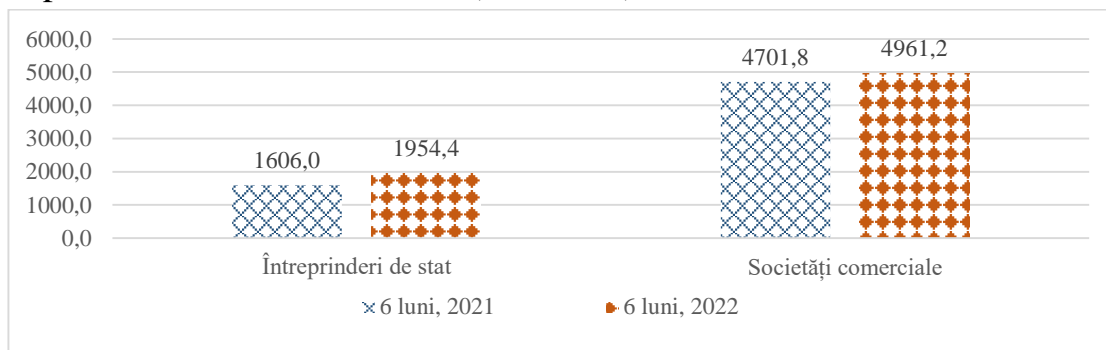 6000,0
5000,0
4000,0
3000,0
2000,0
1000,0
0,0
1606,0
1954,4
4701,8
4961,2
Întreprinderi de stat
Societăți comerciale
6 luni, 2021
6 luni, 2022